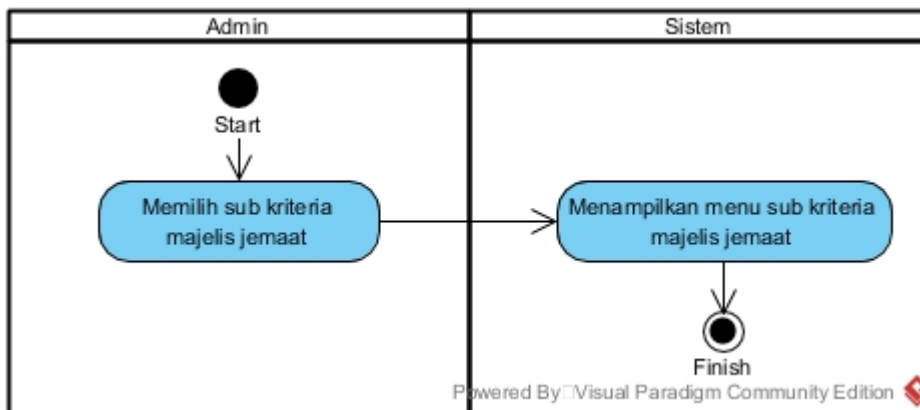 Admin
Sistem
Start
Memilih sub kriteria
majelis jemaat
Menampilkan menu sub kriteria
majelis jemaat
Finish
Powered By Visual Paradigm Community Edition